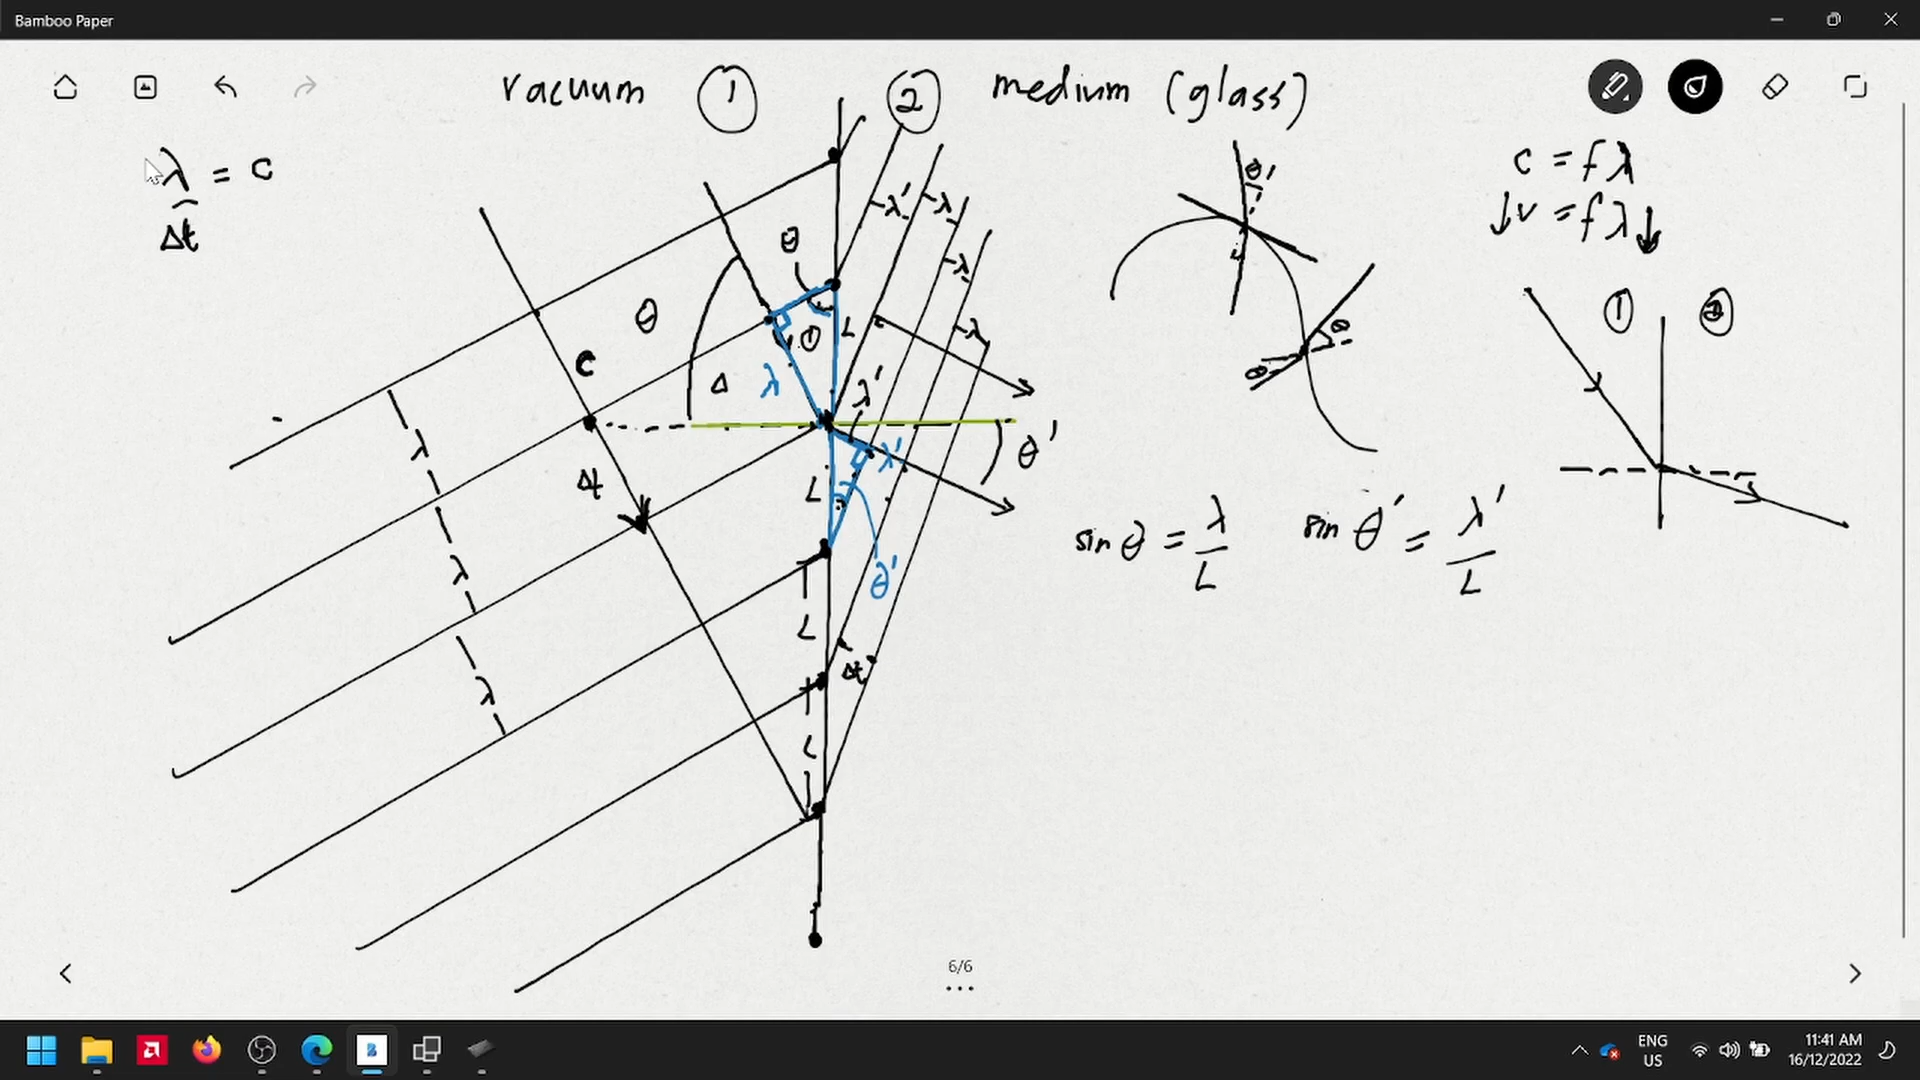 Bamboo Paper
vacuum ① ② medium (glass)
λ/Δt = c
c = fλ
↓v = fλ↓
θ'
i
θ
θ
① ②
θ
λ'
λ
λ
λ
θ
c
Δ
λ
L
λ'
θ'
λ
Δt
L
λ'
θ'
sin θ = λ/L
sin θ' = λ'/L
λ
λ
L
Δt
L
6/6
ENG
US
11:41 AM
16/12/2022